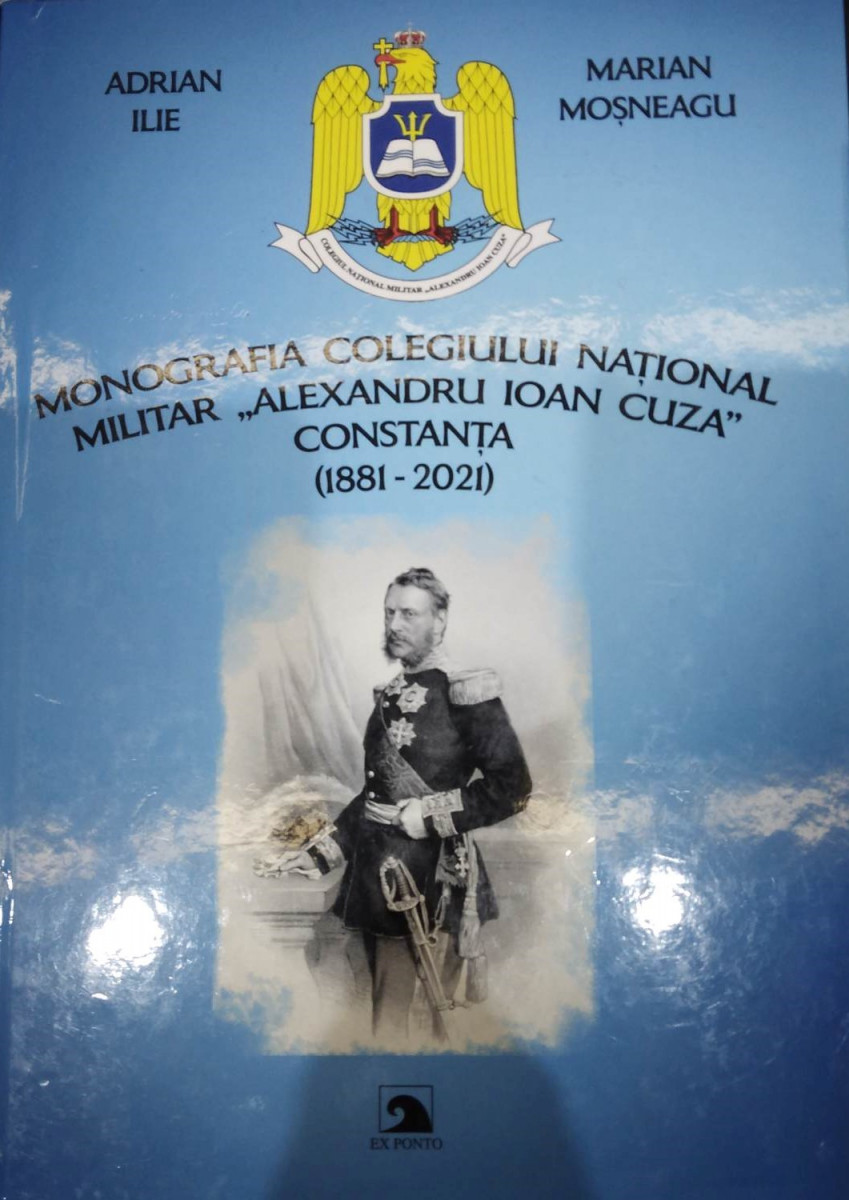 ADRIAN
ILIE
MARIAN
MOȘNEAGU
COLEGIUL NAȚIONAL MILITAR „ALEXANDRU IOAN CUZA”
MONOGRAFIA COLEGIULUI NAȚIONAL
MILITAR „ALEXANDRU IOAN CUZA”
CONSTANȚA
(1881 - 2021)
EX PONTO